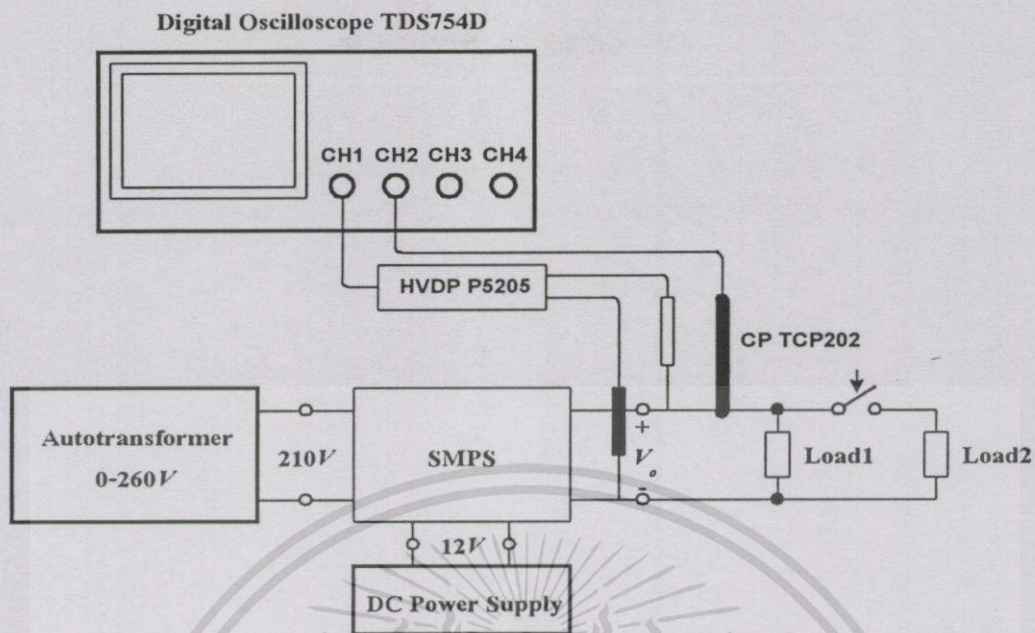 Digital Oscilloscope TDS754D
CH1 CH2 CH3 CH4
HVDP P5205
CP TCP202
Autotransformer
0-260V
210V
SMPS
+
Vo
-
Load1
Load2
12V
DC Power Supply